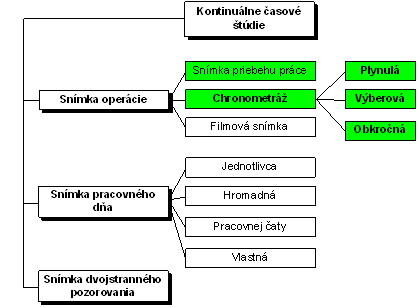 Kontinuálne časové
štúdie
Snímka operácie
Snímka priebehu práce
Chronometráž
Filmová snímka
Plynulá
Výberová
Obkročná
Snímka pracovného
dňa
Jednotlivca
Hromadná
Pracovnej čaty
Vlastná
Snímka dvojstranného
pozorovania